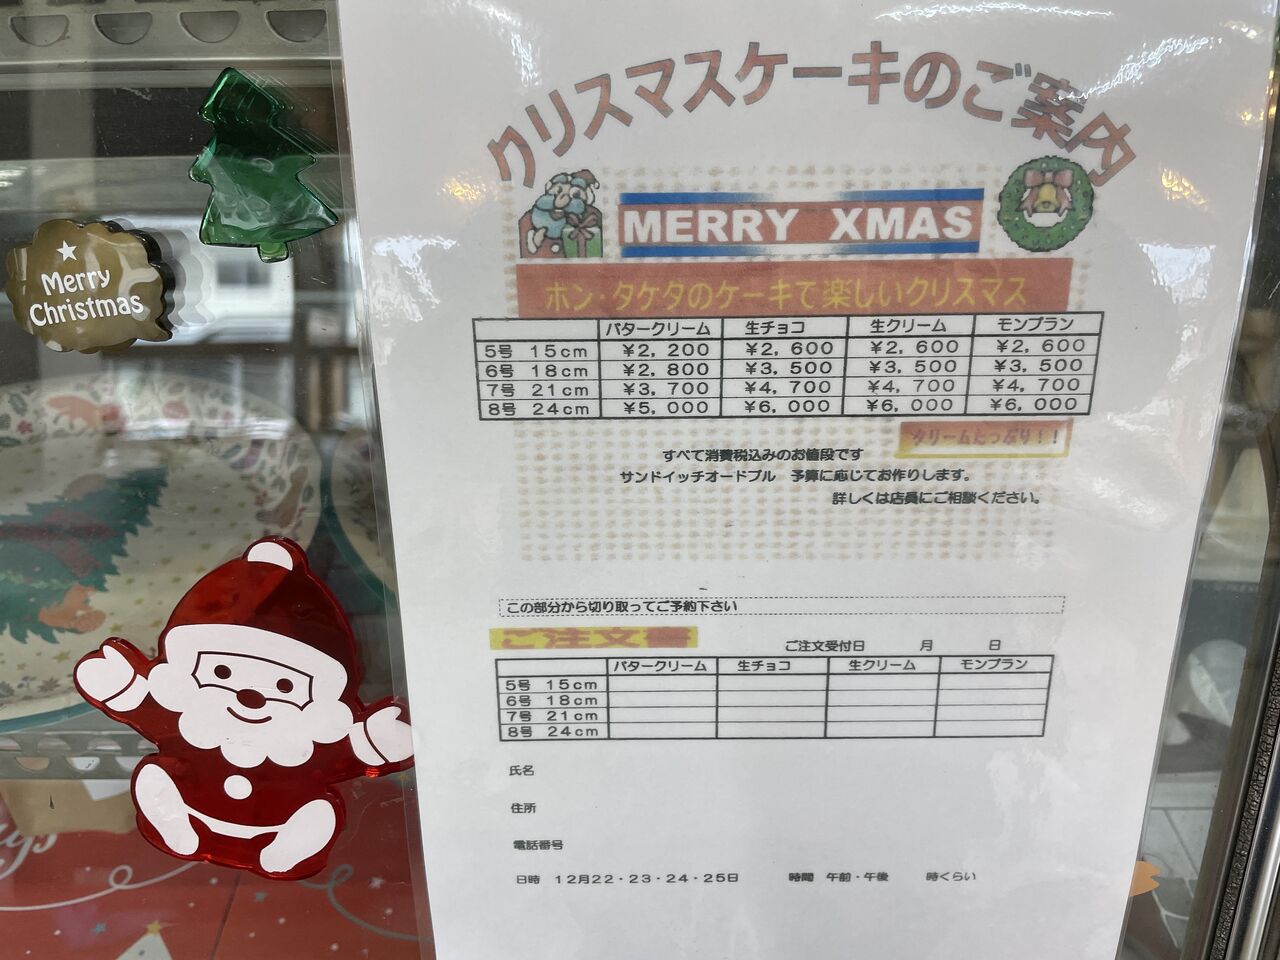 クリスマスケーキのご案内
MERRY XMAS
ボン・タケタのケーキで楽しいクリスマス
バタークリーム 生チョコ 生クリーム モンブラン
5号 15cm ¥2,200 ¥2,600 ¥2,600 ¥2,600
6号 18cm ¥2,800 ¥3,500 ¥3,500 ¥3,500
7号 21cm ¥3,700 ¥4,700 ¥4,700 ¥4,700
8号 24cm ¥5,000 ¥6,000 ¥6,000 ¥6,000
クリームたっぷり!!
すべて消費税込みのお値段です
サンドイッチオードブル 予算に応じてお作りします。
詳しくは店員にご相談ください。
この部分から切り取ってご予約下さい
ご注文書
ご注文受付日 月 日
バタークリーム 生チョコ 生クリーム モンブラン
5号 15cm
6号 18cm
7号 21cm
8号 24cm
氏名
住所
電話番号
日時 12月22・23・24・25日 時間 午前・午後 時くらい
Merry
Christmas